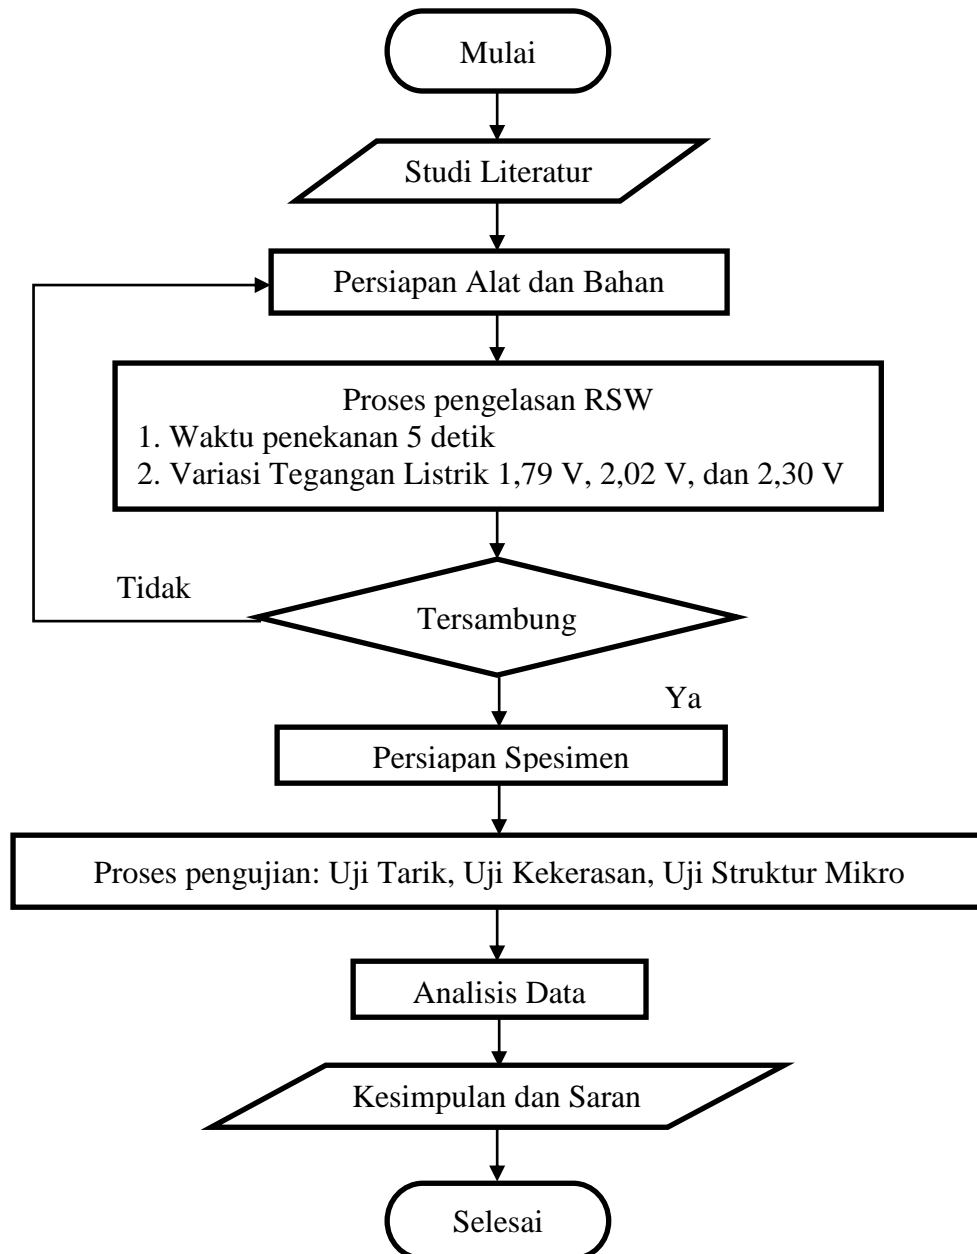 Mulai
Studi Literatur
Persiapan Alat dan Bahan
Proses pengelasan RSW
1. Waktu penekanan 5 detik
2. Variasi Tegangan Listrik 1,79 V, 2,02 V, dan 2,30 V
Tidak
Tersambung
Ya
Persiapan Spesimen
Proses pengujian: Uji Tarik, Uji Kekerasan, Uji Struktur Mikro
Analisis Data
Kesimpulan dan Saran
Selesai